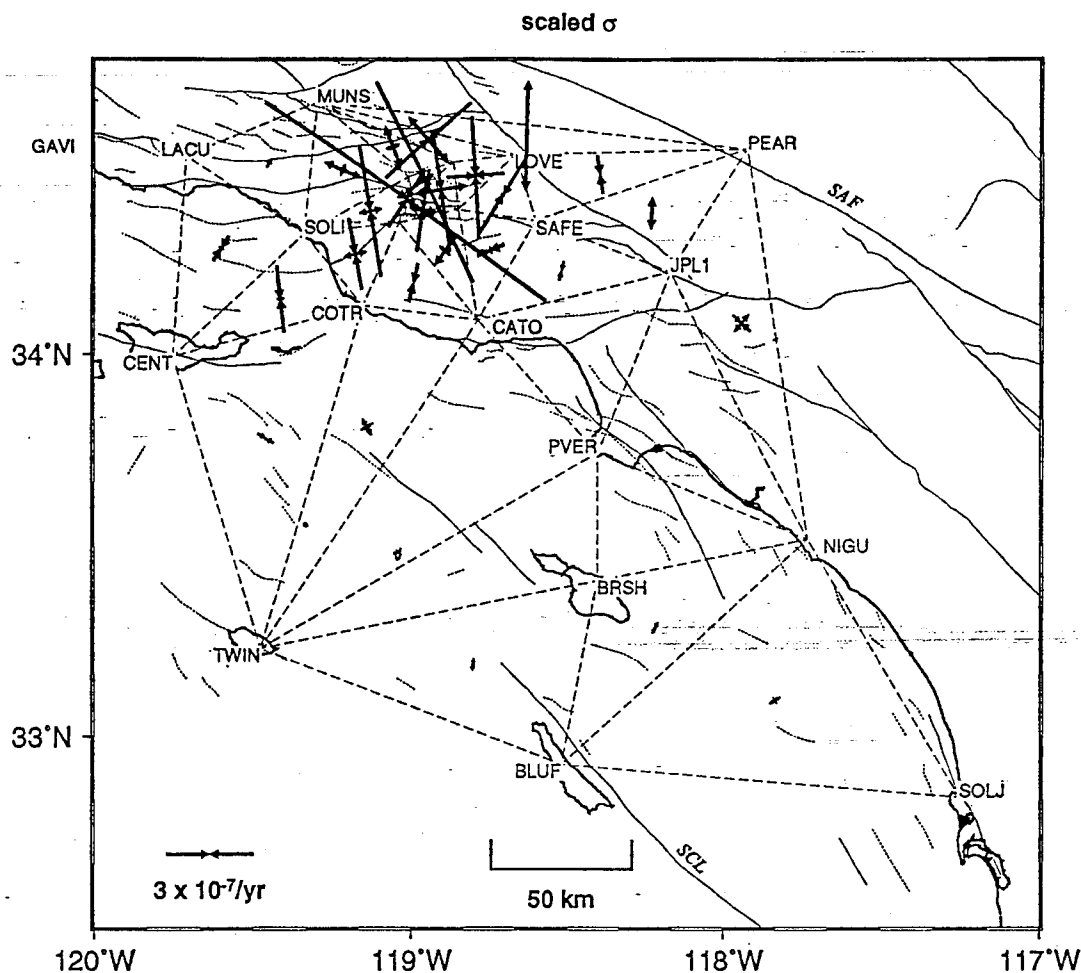 scaled σ
MUNS
GAVI
LACU
LOVE
PEAR
SAF
SOLI
SAFE
JPL1
COTR
CATO
34°N
CENT
PVER
NIGU
BRSH
TWIN
33°N
BLUF
SOLJ
SCL
3 x 10⁻⁷/yr
50 km
120°W
119°W
118°W
117°W